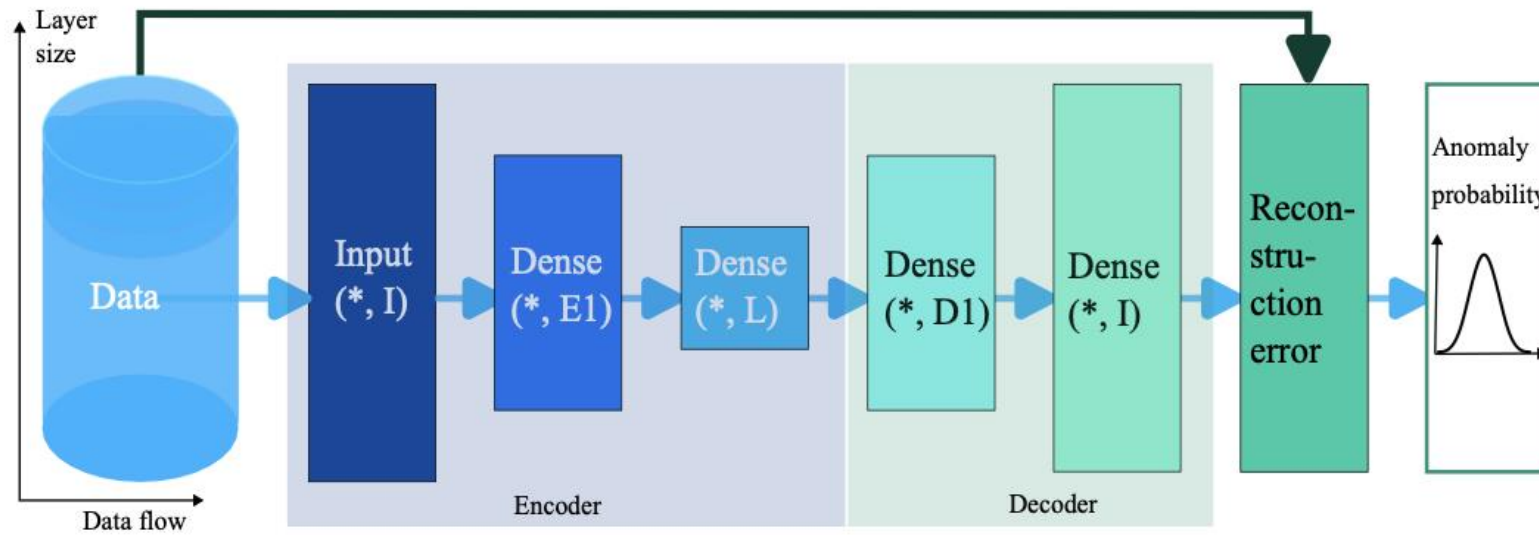 Layer
size
Data
Data flow
Input
(*, I)
Dense
(*, E1)
Dense
(*, L)
Encoder
Dense
(*, D1)
Dense
(*, I)
Decoder
Recon-
stru-
ction
error
Anomaly
probability